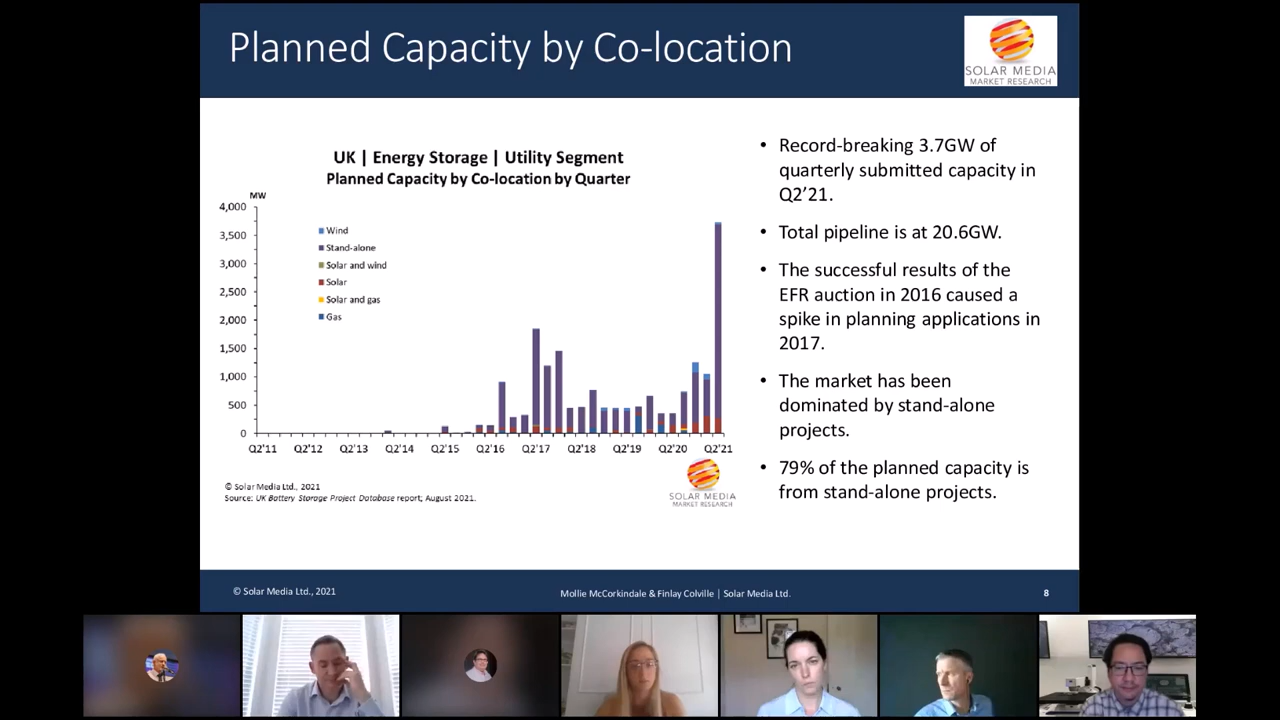 Planned Capacity by Co-location
SOLAR MEDIA
MARKET RESEARCH
UK | Energy Storage | Utility Segment
Planned Capacity by Co-location by Quarter
MW
4,000
3,500
3,000
2,500
2,000
1,500
1,000
500
0
Wind
Stand-alone
Solar and wind
Solar
Solar and gas
Gas
Q2'11 Q2'12 Q2'13 Q2'14 Q2'15 Q2'16 Q2'17 Q2'18 Q2'19 Q2'20 Q2'21
© Solar Media Ltd., 2021
Source: UK Battery Storage Project Database report; August 2021.
SOLAR MEDIA
MARKET RESEARCH
• Record-breaking 3.7GW of
quarterly submitted capacity in
Q2’21.
• Total pipeline is at 20.6GW.
• The successful results of the
EFR auction in 2016 caused a
spike in planning applications in
2017.
• The market has been
dominated by stand-alone
projects.
• 79% of the planned capacity is
from stand-alone projects.
© Solar Media Ltd., 2021
Mollie McCorkindale & Finlay Colville | Solar Media Ltd.
8